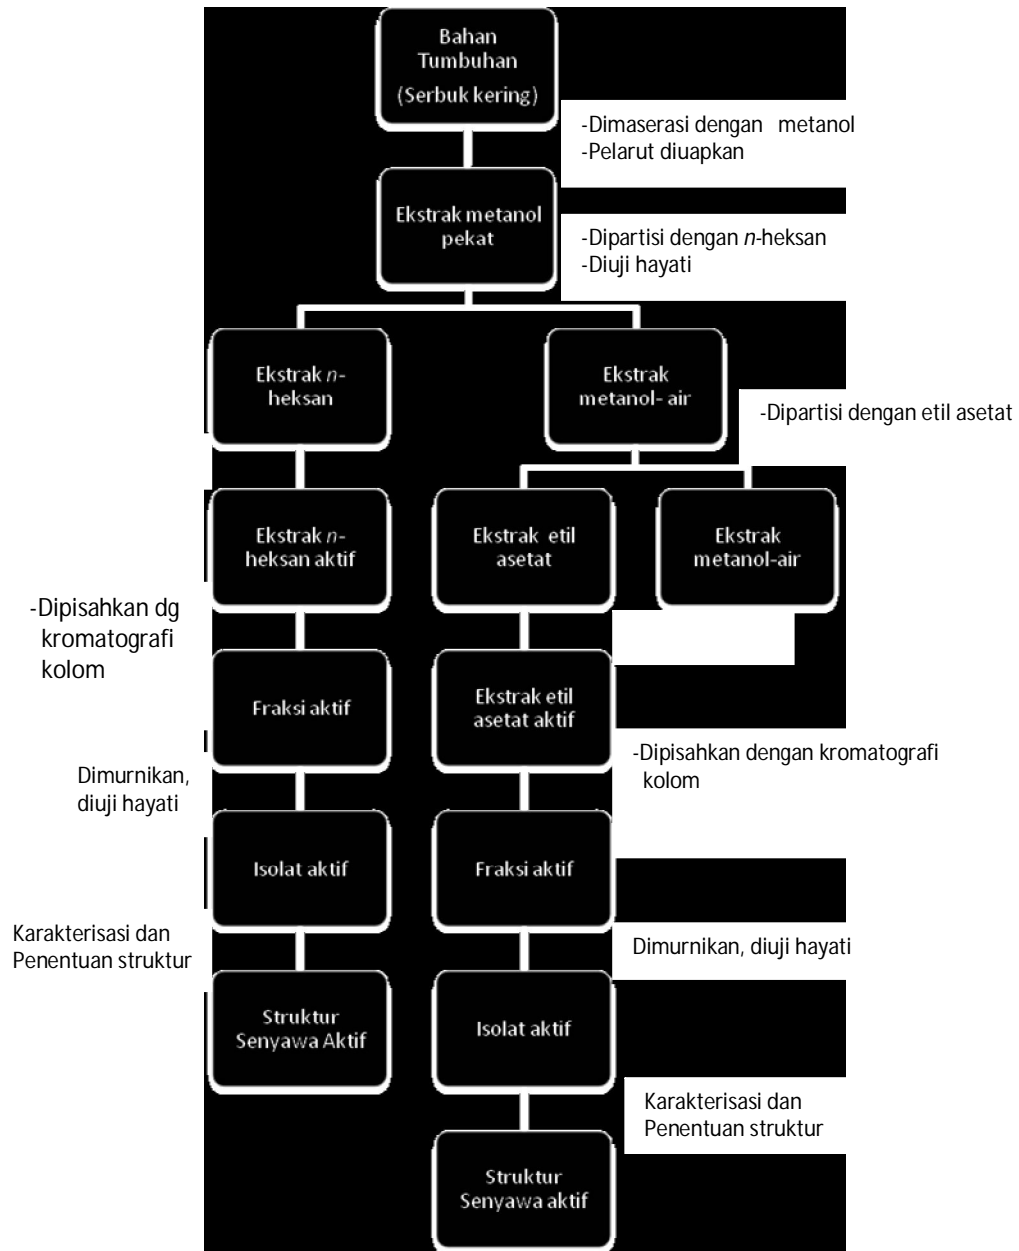 Bahan
Tumbuhan
(Serbuk kering)
-Dimaserasi dengan metanol
-Pelarut diuapkan
Ekstrak metanol
pekat
-Dipartisi dengan n-heksan
-Diuji hayati
Ekstrak n-
heksan
Ekstrak
metanol- air
-Dipartisi dengan etil asetat
Ekstrak n-
heksan aktif
Ekstrak etil
asetat
Ekstrak
metanol-air
-Dipisahkan dg
kromatografi
kolom
Fraksi aktif
Ekstrak etil
asetat aktif
-Dipisahkan dengan kromatografi
kolom
Dimurnikan,
diuji hayati
Isolat aktif
Fraksi aktif
Karakterisasi dan
Penentuan struktur
Dimurnikan, diuji hayati
Struktur
Senyawa Aktif
Isolat aktif
Karakterisasi dan
Penentuan struktur
Struktur
Senyawa aktif